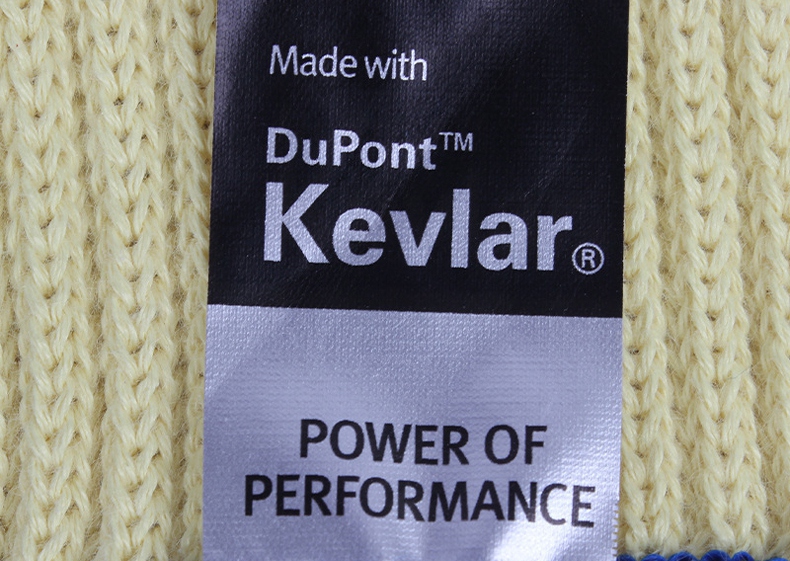 Made with
DuPont™
Kevlar®
POWER OF
PERFORMANCE